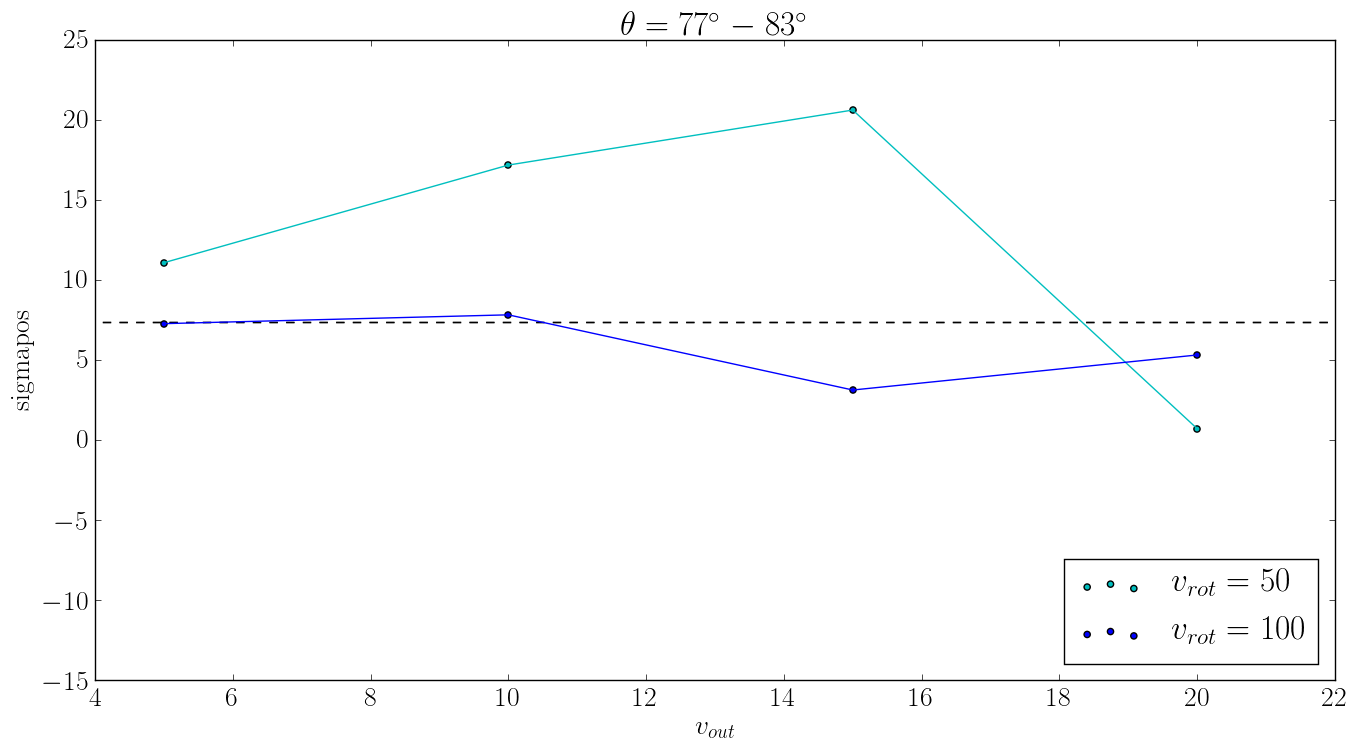 θ = 77° − 83°
25
20
15
10
5
0
−5
−10
−15
sigmapos
4 6 8 10 12 14 16 18 20 22
v_out
v_rot = 50
v_rot = 100